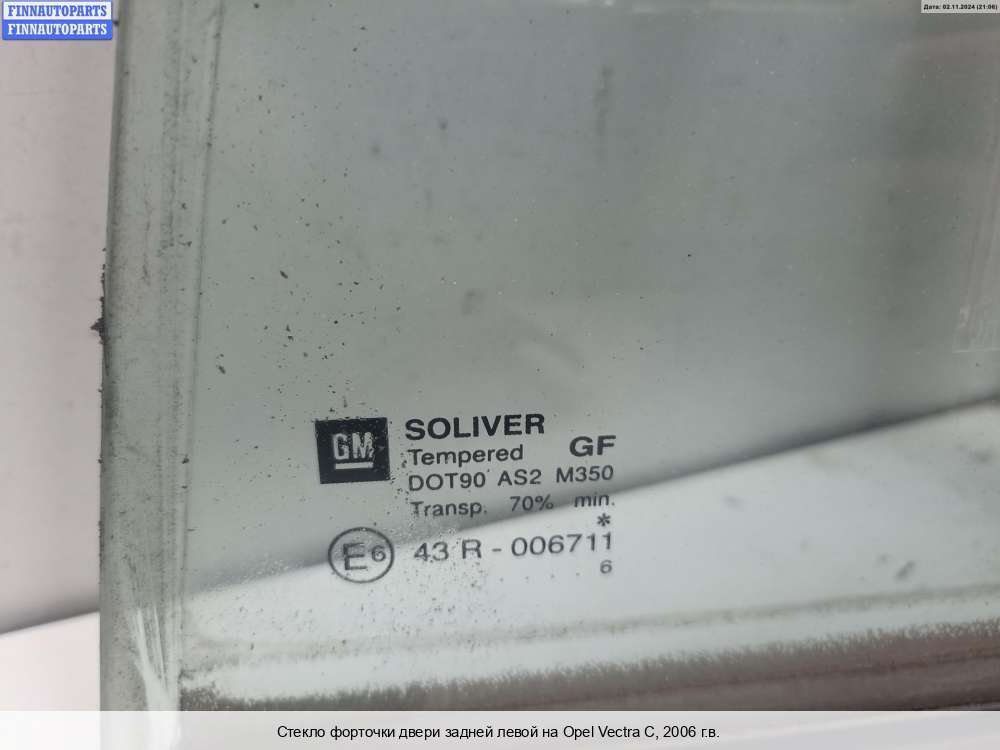 FINNAUTOPARTS
FINNAUTOPARTS
Дата: 02.11.2024 (21:06)
GM
SOLIVER
Tempered GF
DOT90 AS2 M350
Transp. 70% min.
*
E6 43 R - 006711
. . . . 6
Стекло форточки двери задней левой на Opel Vectra C, 2006 г.в.